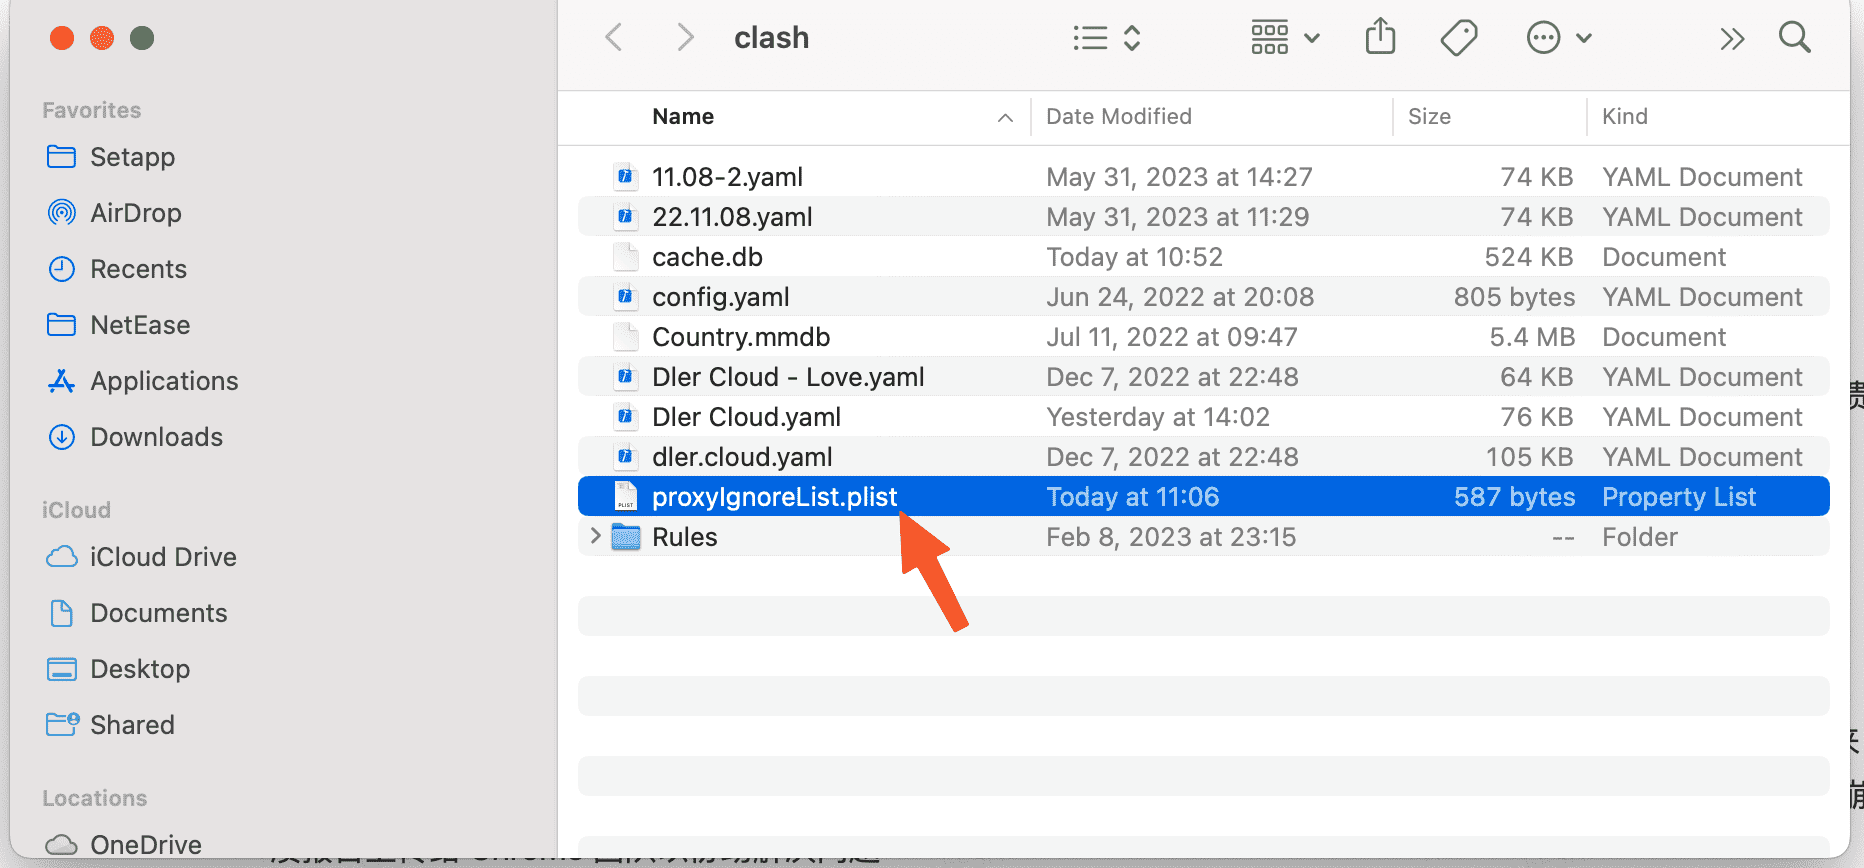 clash
Favorites
Setapp
AirDrop
Recents
NetEase
Applications
Downloads
iCloud
iCloud Drive
Documents
Desktop
Shared
Locations
OneDrive
Name Date Modified Size Kind
11.08-2.yaml May 31, 2023 at 14:27 74 KB YAML Document
22.11.08.yaml May 31, 2023 at 11:29 74 KB YAML Document
cache.db Today at 10:52 524 KB Document
config.yaml Jun 24, 2022 at 20:08 805 bytes YAML Document
Country.mmdb Jul 11, 2022 at 09:47 5.4 MB Document
Dler Cloud - Love.yaml Dec 7, 2022 at 22:48 64 KB YAML Document
Dler Cloud.yaml Yesterday at 14:02 76 KB YAML Document
dler.cloud.yaml Dec 7, 2022 at 22:48 105 KB YAML Document
PLIST proxyIgnoreList.plist Today at 11:06 587 bytes Property List
Rules Feb 8, 2023 at 23:15 -- Folder